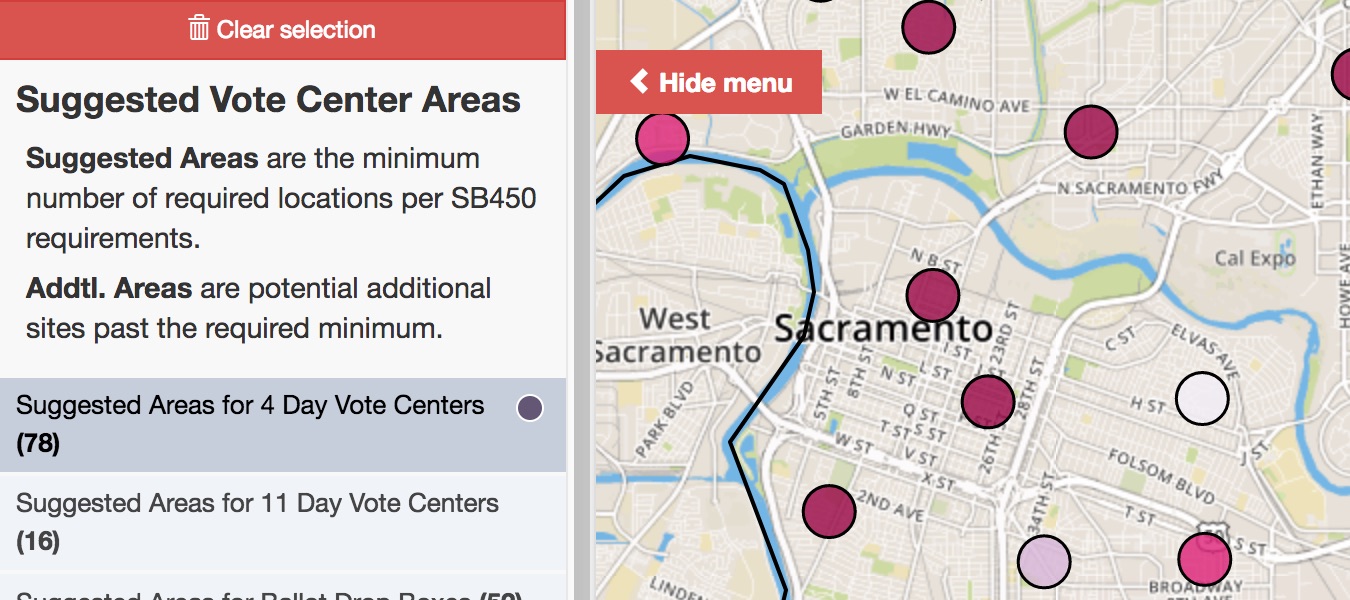 Clear selection
Suggested Vote Center Areas
Suggested Areas are the minimum
number of required locations per SB450
requirements.
Addtl. Areas are potential additional
sites past the required minimum.
Suggested Areas for 4 Day Vote Centers
(78)
Suggested Areas for 11 Day Vote Centers
(16)
Suggested Areas for Ballot Drop Boxes
Hide menu
W EL CAMINO AVE
GARDEN HWY
N SACRAMENTO FWY
ETHAN WAY
HOWE AVE
Cal Expo
N B ST
West
Sacramento
Sacramento
23RD ST
C ST
ELVAS AVE
I ST
L ST
N ST
5TH ST
8TH ST
28TH ST
H ST
J ST
Q ST
S ST
T ST
PARK BLVD
W ST
V ST
X ST
26TH ST
FOLSOM BLVD
34TH ST
2ND AVE
T ST
50
S ST
BROADWAY
LINDEN